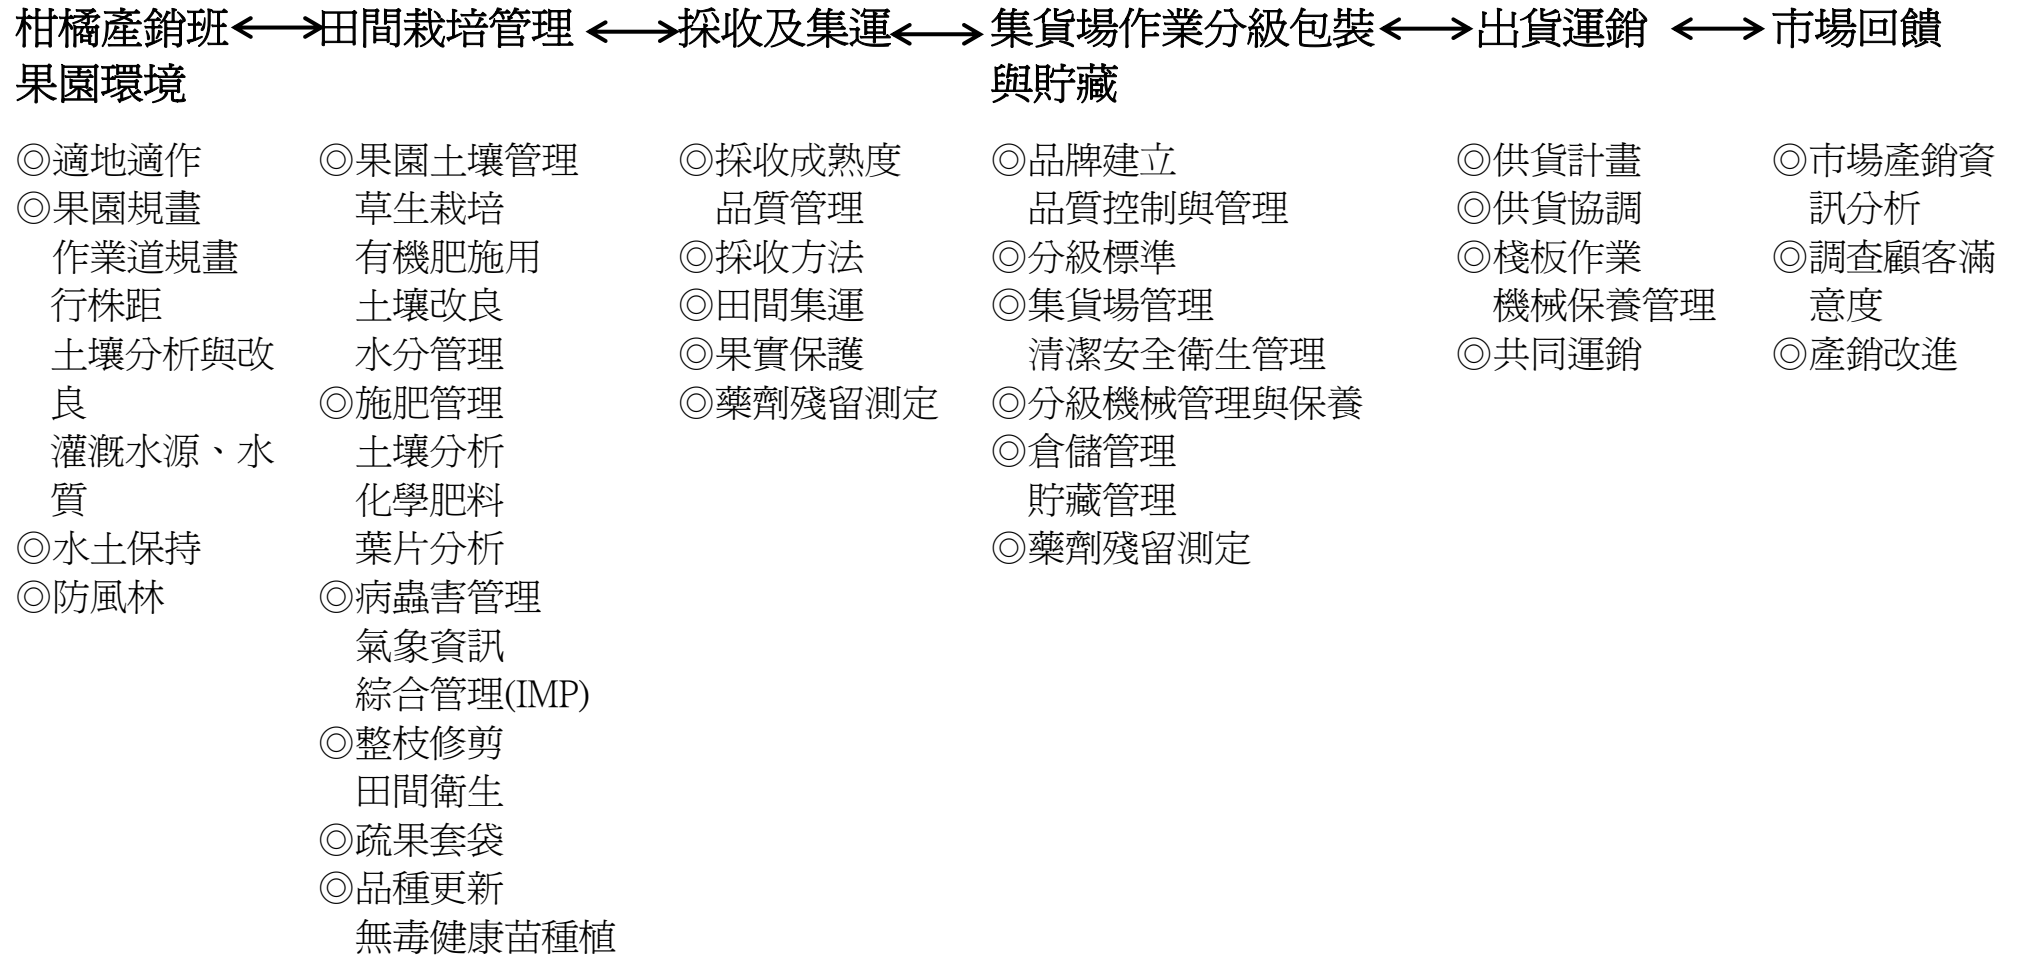 柑橘產銷班
果園環境
◎適地適作
◎果園規畫
作業道規畫
行株距
土壤分析與改
良
灌溉水源、水
質
◎水土保持
◎防風林
田間栽培管理
◎果園土壤管理
草生栽培
有機肥施用
土壤改良
水分管理
◎施肥管理
土壤分析
化學肥料
葉片分析
◎病蟲害管理
氣象資訊
綜合管理(IMP)
◎整枝修剪
田間衛生
◎疏果套袋
◎品種更新
無毒健康苗種植
採收及集運
◎採收成熟度
品質管理
◎採收方法
◎田間集運
◎果實保護
◎藥劑殘留測定
集貨場作業分級包裝
與貯藏
◎品牌建立
品質控制與管理
◎分級標準
◎集貨場管理
清潔安全衛生管理
◎分級機械管理與保養
◎倉儲管理
貯藏管理
◎藥劑殘留測定
出貨運銷
◎供貨計畫
◎供貨協調
◎棧板作業
機械保養管理
◎共同運銷
市場回饋
◎市場產銷資
訊分析
◎調查顧客滿
意度
◎產銷改進